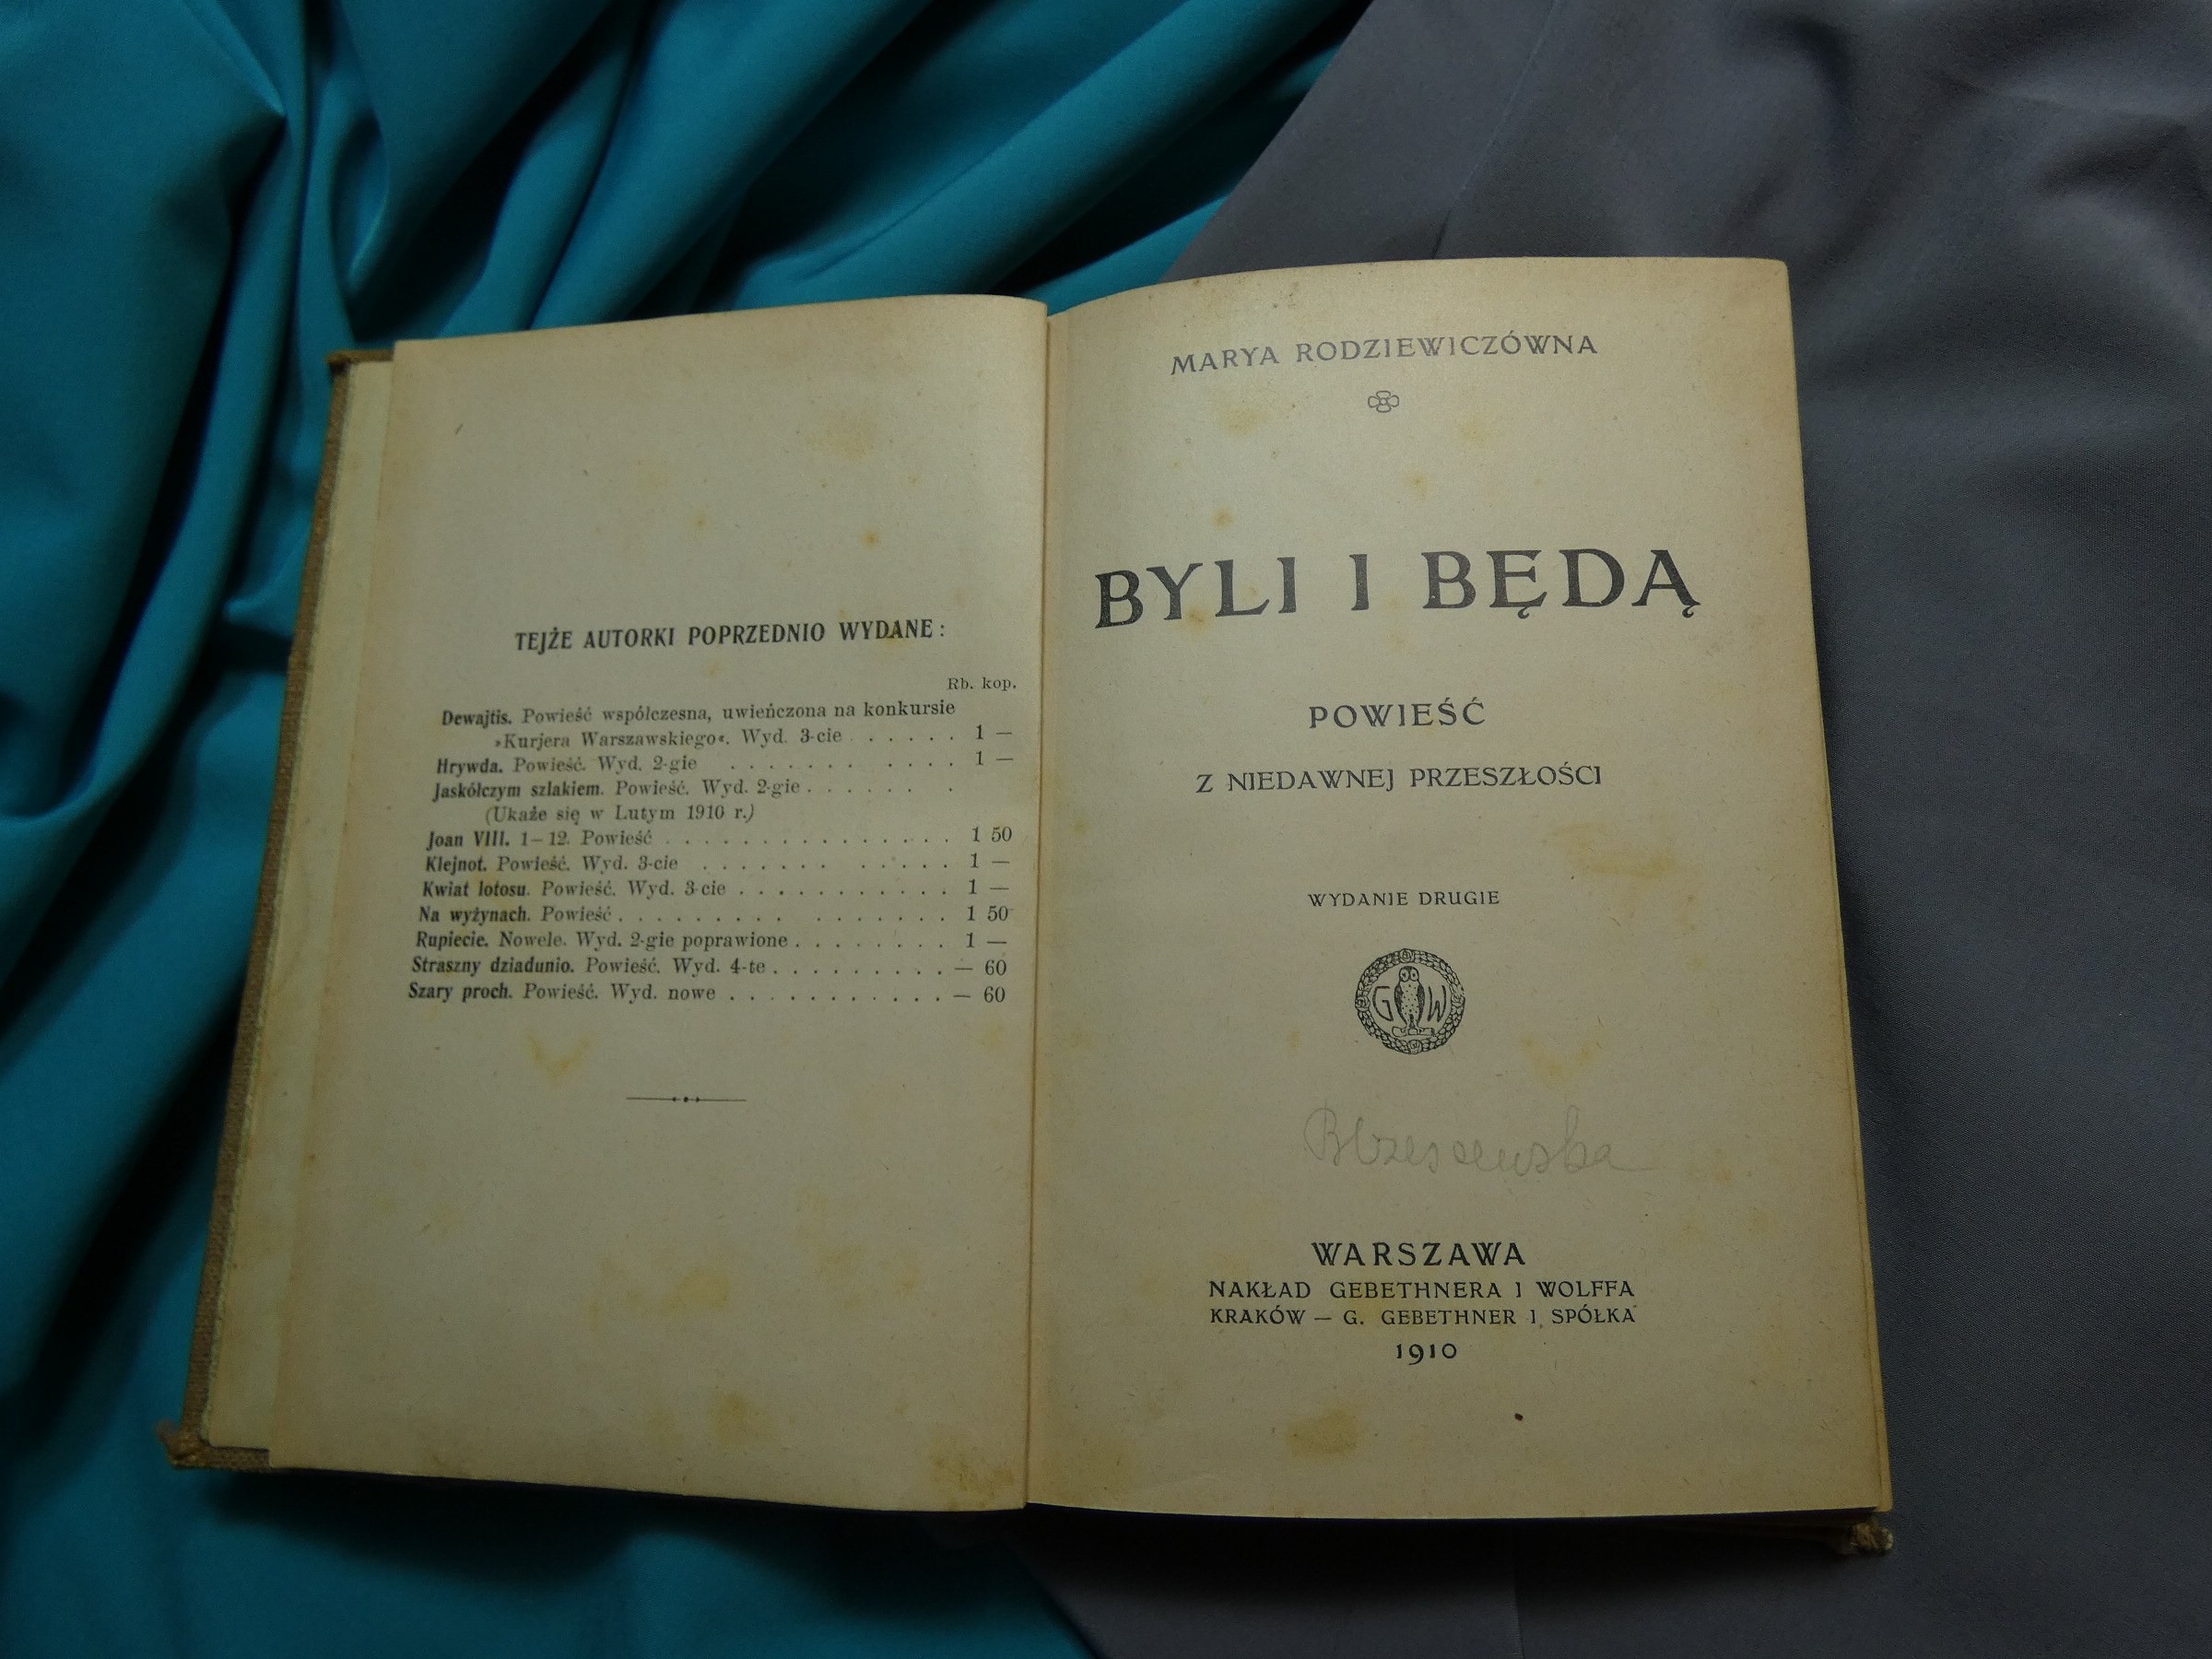 TEJŻE AUTORKI POPRZEDNIO WYDANE:
Rb. kop.
Dewajtis. Powieść współczesna, uwieńczona na konkursie
»Kurjera Warszawskiego«. Wyd. 3-cie . . . . . . 1 —
Hrywda. Powieść. Wyd. 2-gie . . . . . . . . . . . 1 —
Jaskółczym szlakiem. Powieść. Wyd. 2-gie . . . . . . .
(Ukaże się w Lutym 1910 r.)
Joan VIII. 1—12. Powieść . . . . . . . . . . . . . . . 1 50
Klejnot. Powieść. Wyd. 3-cie . . . . . . . . . . . 1 —
Kwiat lotosu. Powieść. Wyd. 3-cie . . . . . . . . . . . 1 —
Na wyżynach. Powieść . . . . . . . . . . . . . . . . 1 50
Rupiecie. Nowele. Wyd. 2-gie poprawione . . . . . . . . 1 —
Straszny dziadunio. Powieść. Wyd. 4-te . . . . . . . . . — 60
Szary proch. Powieść. Wyd. nowe . . . . . . . . . . . — 60
MARYA RODZIEWICZÓWNA
BYLI I BĘDĄ
POWIEŚĆ
Z NIEDAWNEJ PRZESZŁOŚCI
WYDANIE DRUGIE
G W
WARSZAWA
NAKŁAD GEBETHNERA I WOLFFA
KRAKÓW — G. GEBETHNER I SPÓŁKA
1910